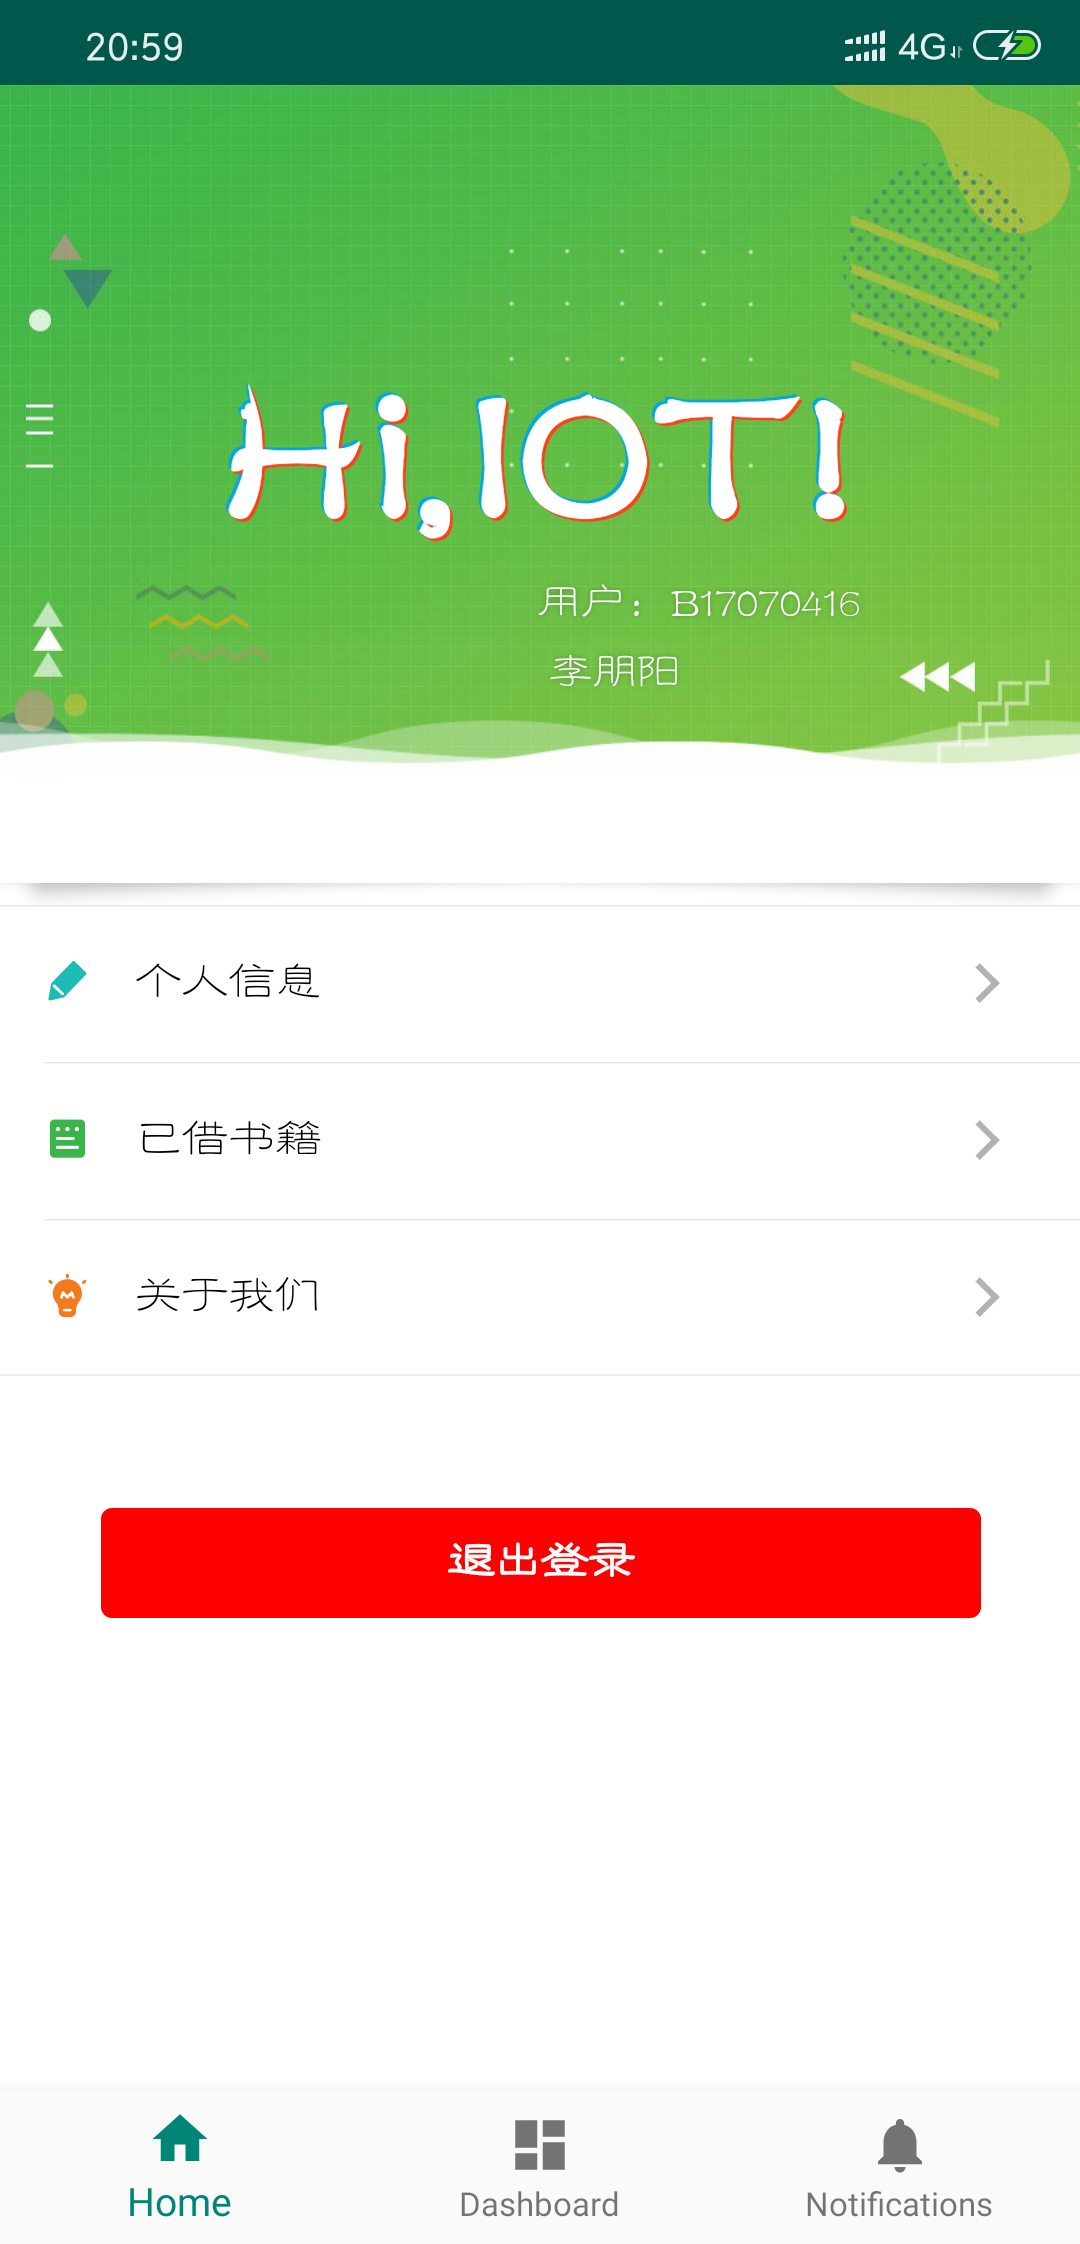 20:59
4G
Hi,IOT!
用户： B17070416
李朋阳
个人信息
已借书籍
关于我们
退出登录
Home
Dashboard
Notifications